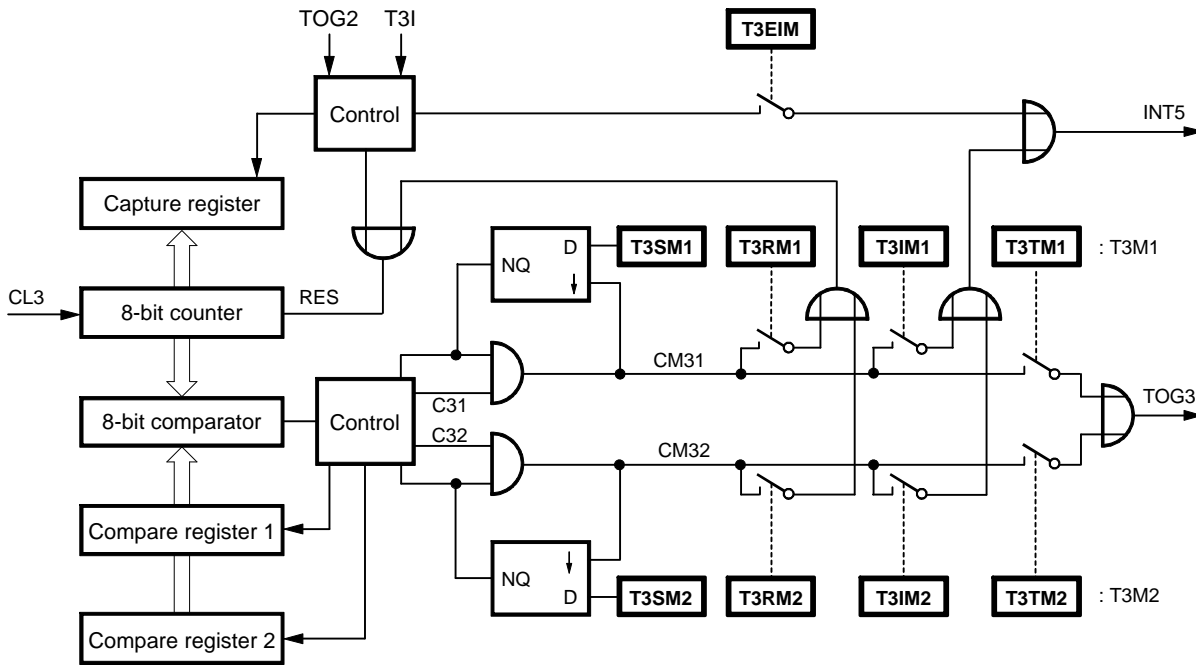 TOG2
T3I
T3EIM
Control
INT5
Capture register
T3SM1
T3RM1
T3IM1
T3TM1
: T3M1
D
NQ
CL3
8-bit counter
RES
CM31
C31
8-bit comparator
Control
C32
TOG3
CM32
Compare register 1
NQ
D
T3SM2
T3RM2
T3IM2
T3TM2
: T3M2
Compare register 2